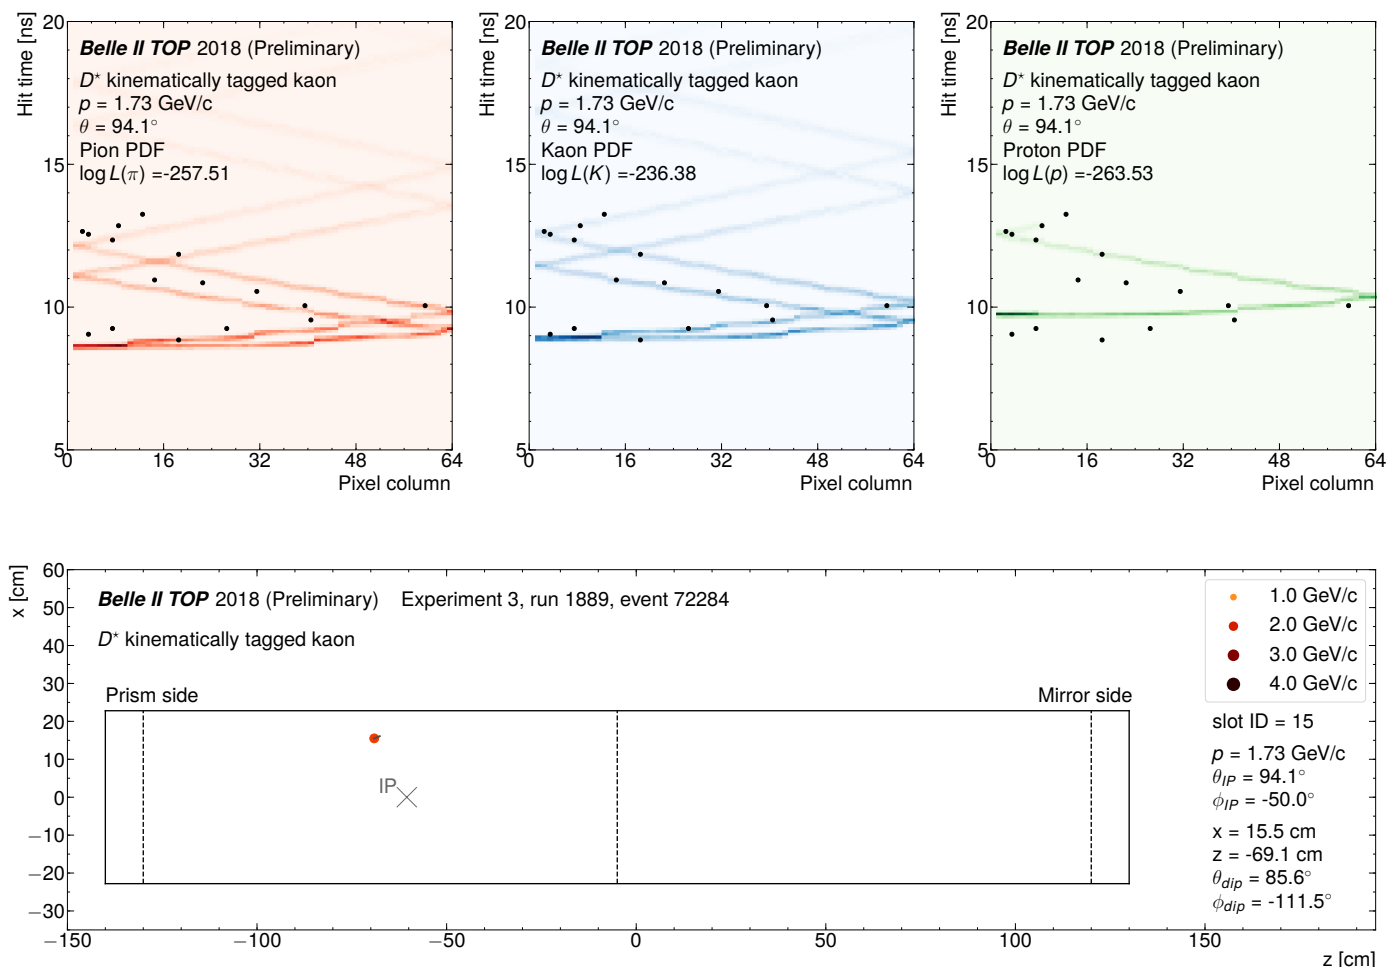 Hit time [ns]
20
15
10
5
0
16
32
48
64
Pixel column
Belle II TOP 2018 (Preliminary)
D⋆ kinematically tagged kaon
p = 1.73 GeV/c
θ = 94.1°
Pion PDF
log L(π) =-257.51
Hit time [ns]
20
15
10
5
0
16
32
48
64
Pixel column
Belle II TOP 2018 (Preliminary)
D⋆ kinematically tagged kaon
p = 1.73 GeV/c
θ = 94.1°
Kaon PDF
log L(K) =-236.38
Hit time [ns]
20
15
10
5
0
16
32
48
64
Pixel column
Belle II TOP 2018 (Preliminary)
D⋆ kinematically tagged kaon
p = 1.73 GeV/c
θ = 94.1°
Proton PDF
log L(p) =-263.53
x [cm]
60
50
40
30
20
10
0
−10
−20
−30
−150
−100
−50
0
50
100
150
z [cm]
Belle II TOP 2018 (Preliminary) Experiment 3, run 1889, event 72284
D⋆ kinematically tagged kaon
Prism side
Mirror side
IP
1.0 GeV/c
2.0 GeV/c
3.0 GeV/c
4.0 GeV/c
slot ID = 15
p = 1.73 GeV/c
θIP = 94.1°
ϕIP = -50.0°
x = 15.5 cm
z = -69.1 cm
θdip = 85.6°
ϕdip = -111.5°